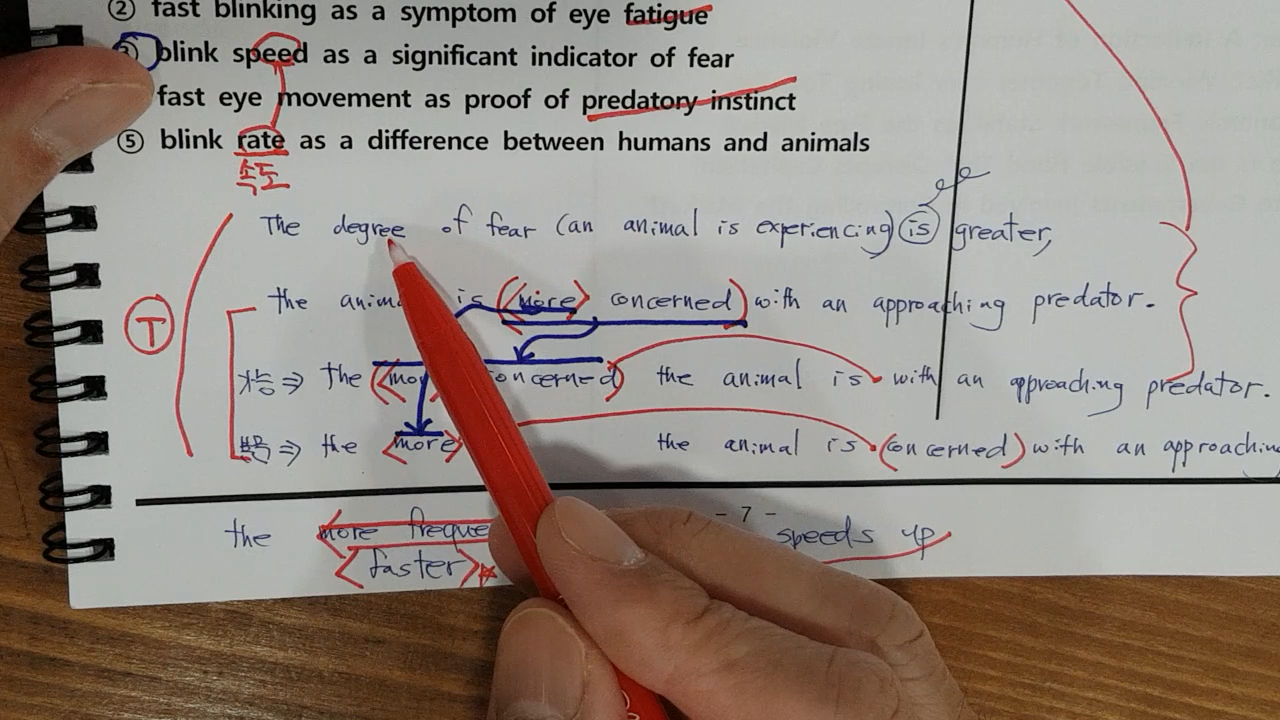 ② fast blinking as a symptom of eye fatigue
③ blink speed as a significant indicator of fear
fast eye movement as proof of predatory instinct
⑤ blink rate as a difference between humans and animals
속도
The degree of fear (an animal is experiencing) is greater,
the is (<more> concerned) with an approaching predator.
T
⇒ the concerned) the animal is with an approaching predator.
⇒ the <more> the animal is (concerned) with an approaching
- 7 -
the more speeds up
<faster>